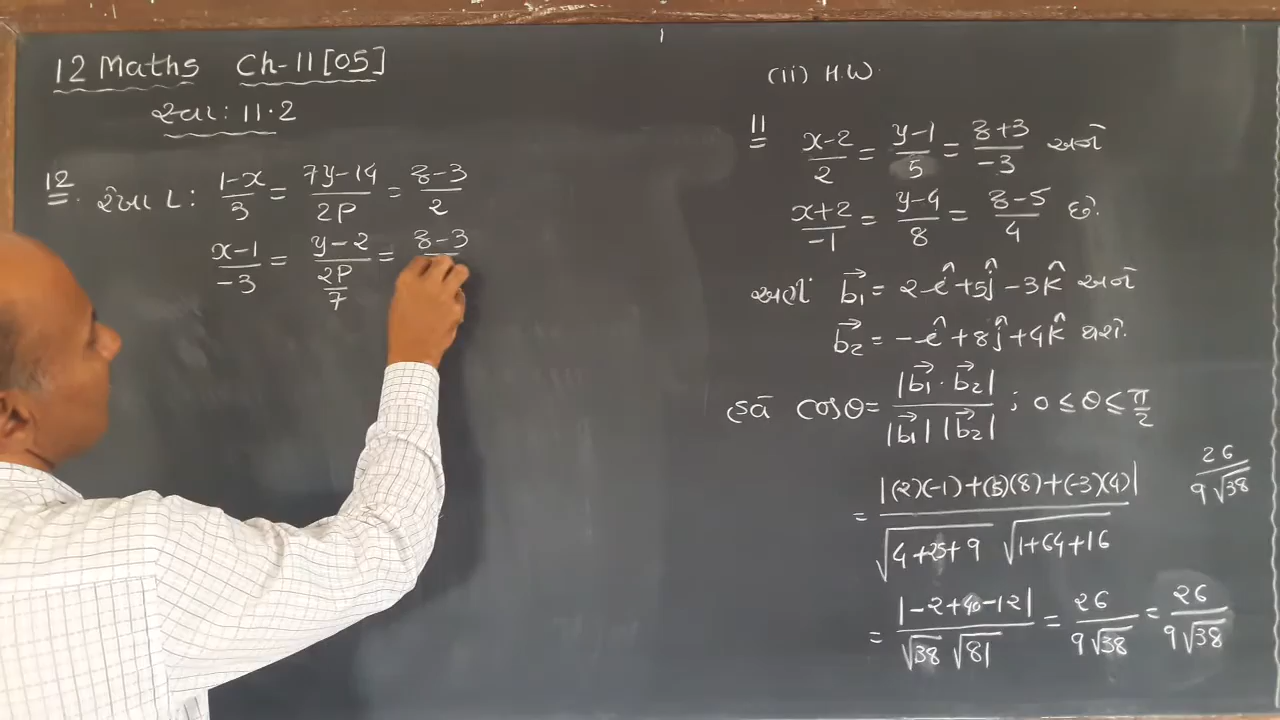 12 Maths Ch-11 [05]
સ્વા: 11.2
12. રેખા L: (1-x)/3 = (7y-14)/2P = (z-3)/2
(x-1)/-3 = (y-2)/(2P/7) = (z-3)/
(ii) H.W.
11 (x-2)/2 = (y-1)/5 = (z+3)/-3 અને
(x+2)/-1 = (y-4)/8 = (z-5)/4 છે.
અહીં b₁⃗ = 2î+5ĵ-3k̂ અને
b₂⃗ = -î+8ĵ+4k̂ થશે.
હવે cosθ = |b₁⃗ · b₂⃗| / |b₁⃗| |b₂⃗| ; 0 ≤ θ ≤ π/2
= |(2)(-1)+(5)(8)+(-3)(4)| / √(4+25+9) √(1+64+16)
26/9√38
= |-2+40-12| / √38 √81 = 26/9√38 = 26/9√38